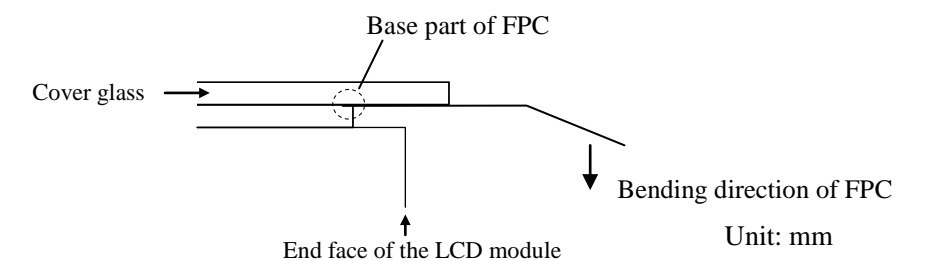 Base part of FPC
Cover glass
Bending direction of FPC
Unit: mm
End face of the LCD module